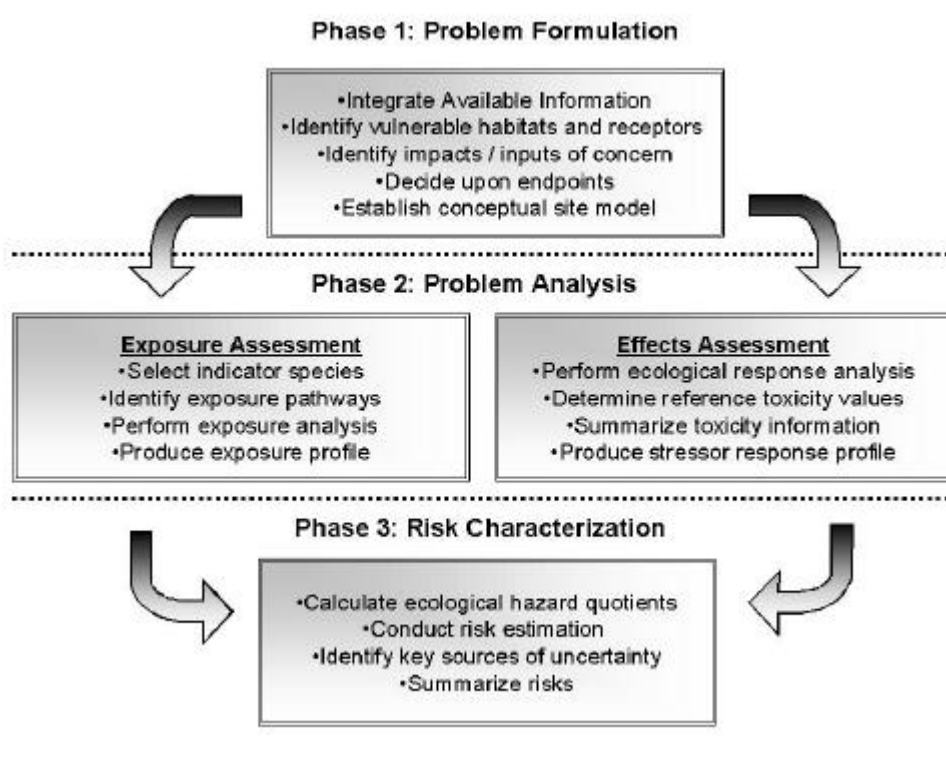 Phase 1: Problem Formulation
•Integrate Available Information
•Identify vulnerable habitats and receptors
•Identify impacts / inputs of concern
•Decide upon endpoints
•Establish conceptual site model
Phase 2: Problem Analysis
Exposure Assessment
•Select indicator species
•Identify exposure pathways
•Perform exposure analysis
•Produce exposure profile
Effects Assessment
•Perform ecological response analysis
•Determine reference toxicity values
•Summarize toxicity information
•Produce stressor response profile
Phase 3: Risk Characterization
•Calculate ecological hazard quotients
•Conduct risk estimation
•Identify key sources of uncertainty
•Summarize risks